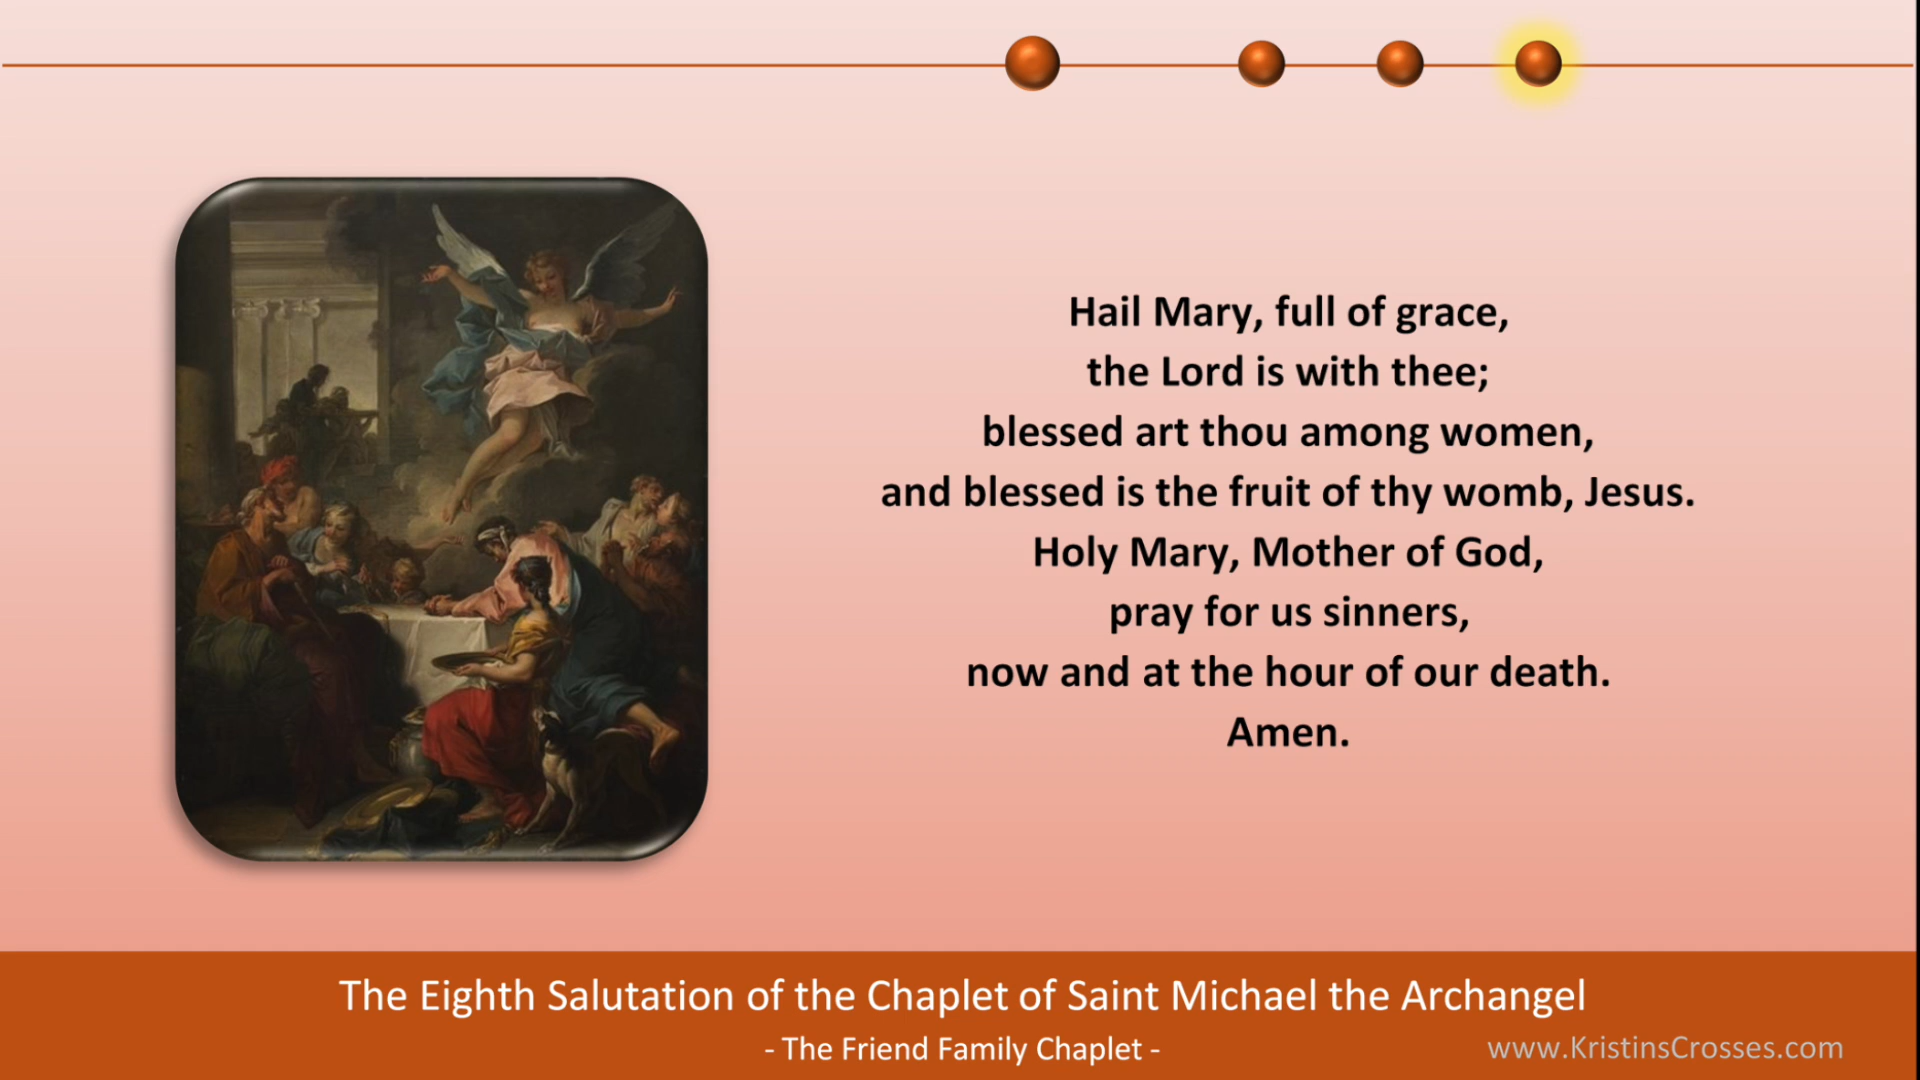 Hail Mary, full of grace,
the Lord is with thee;
blessed art thou among women,
and blessed is the fruit of thy womb, Jesus.
Holy Mary, Mother of God,
pray for us sinners,
now and at the hour of our death.
Amen.
The Eighth Salutation of the Chaplet of Saint Michael the Archangel
- The Friend Family Chaplet -
www.KristinsCrosses.com